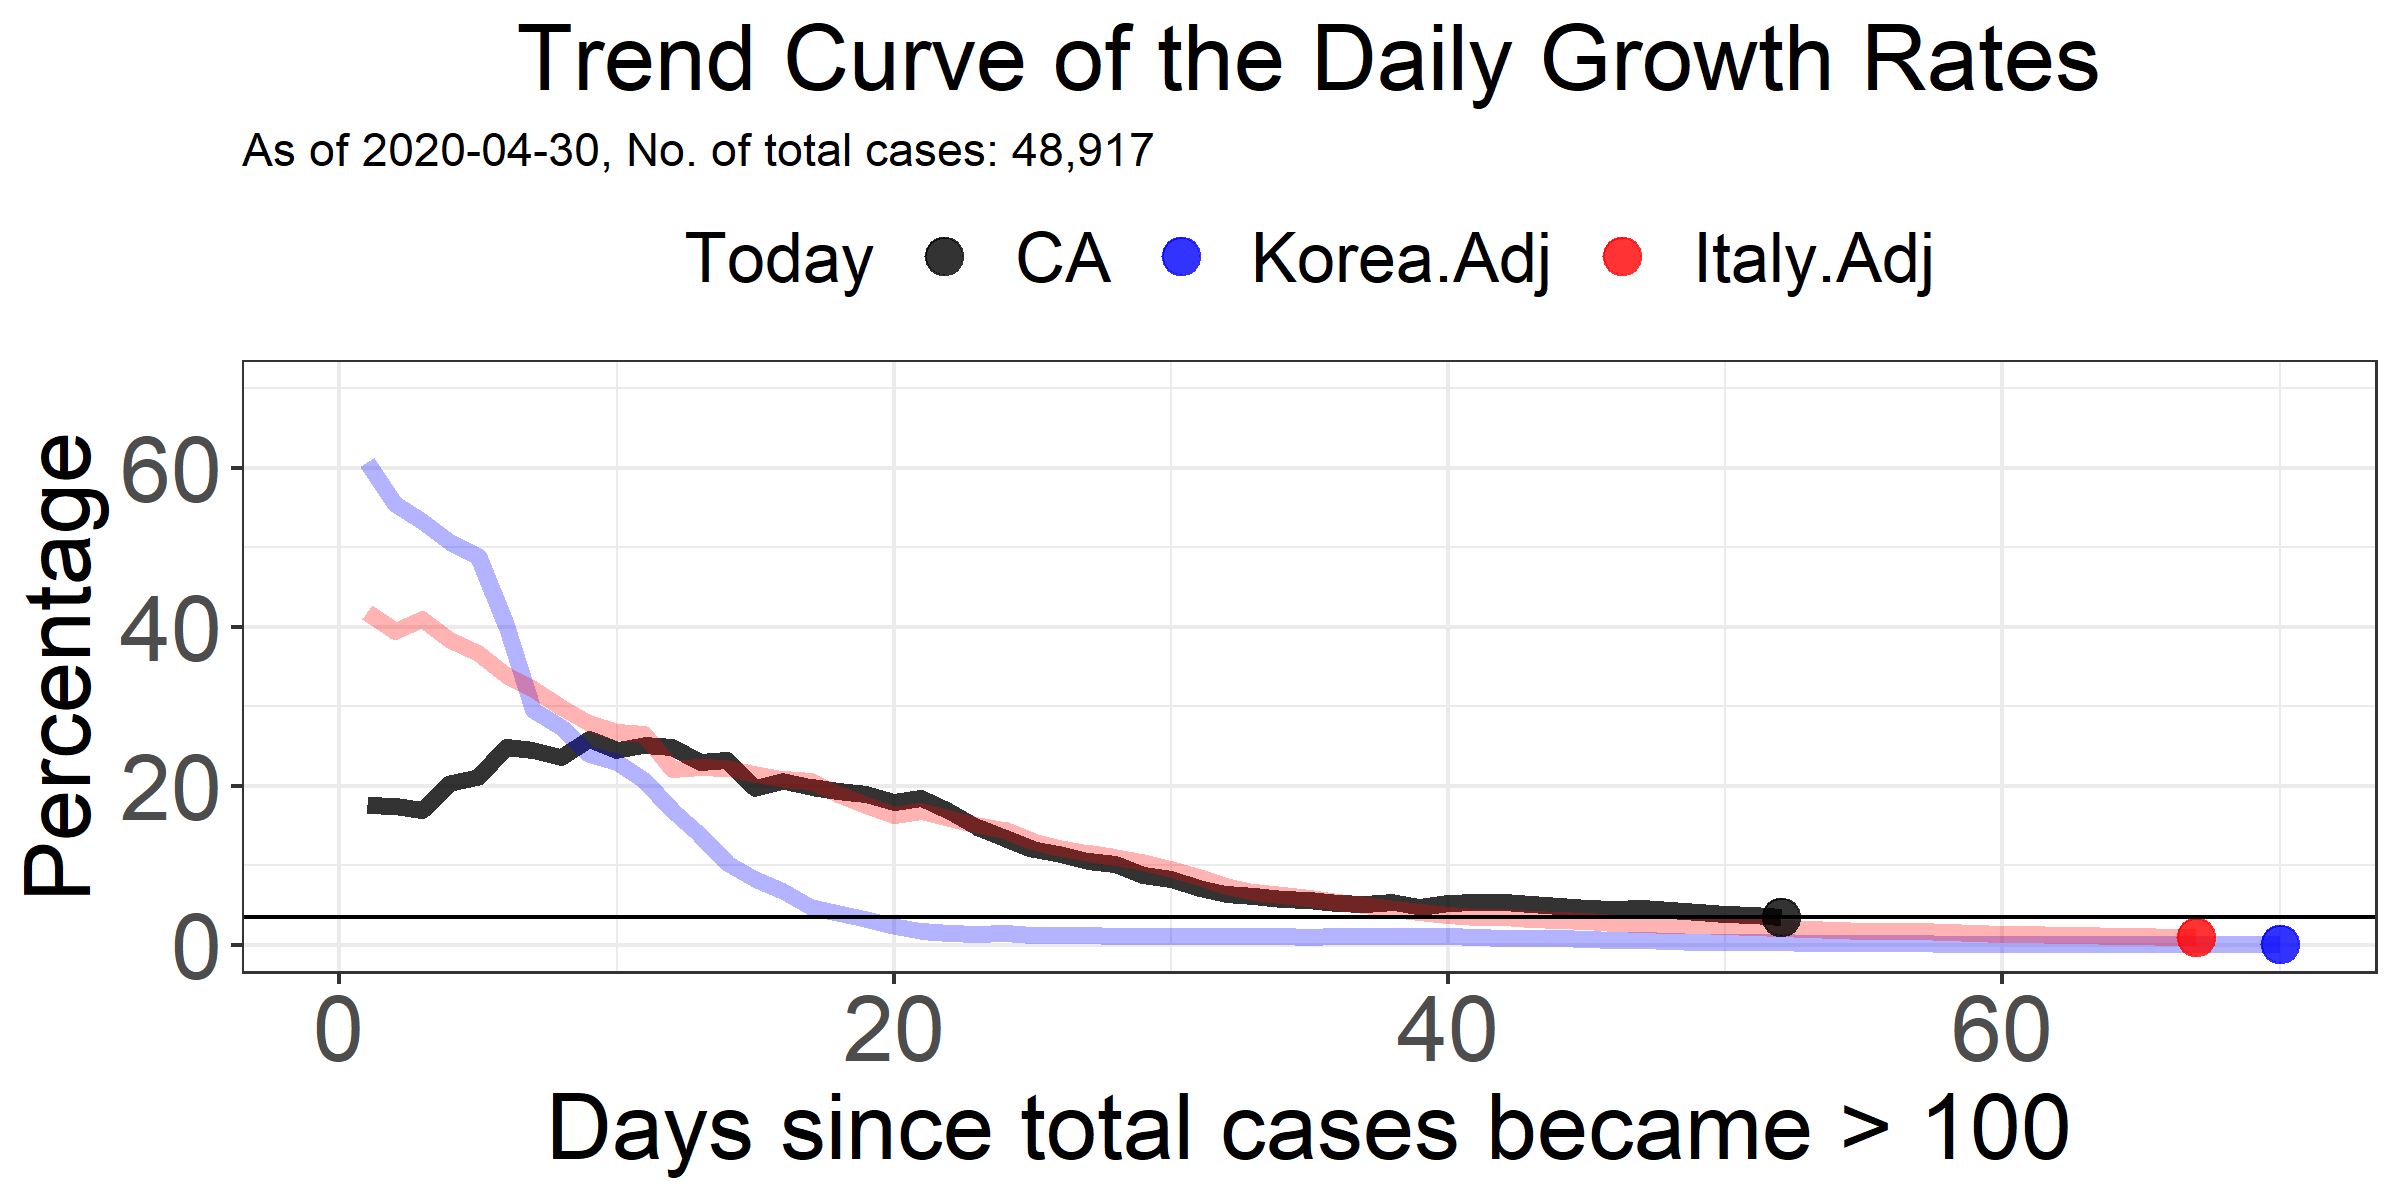 Trend Curve of the Daily Growth Rates
As of 2020-04-30, No. of total cases: 48,917
Today CA Korea.Adj Italy.Adj
Percentage
60
40
20
0
0 20 40 60
Days since total cases became > 100